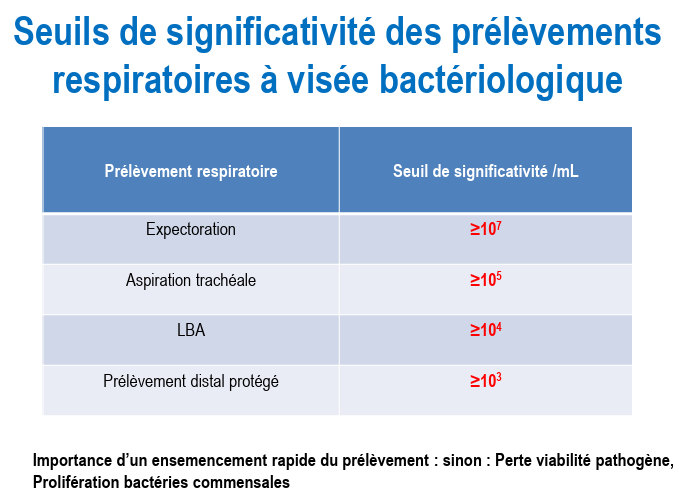 Seuils de significativité des prélèvements
respiratoires à visée bactériologique
Prélèvement respiratoire
Seuil de significativité /mL
Expectoration
≥10⁷
Aspiration trachéale
≥10⁵
LBA
≥10⁴
Prélèvement distal protégé
≥10³
Importance d’un ensemencement rapide du prélèvement : sinon : Perte viabilité pathogène,
Prolifération bactéries commensales